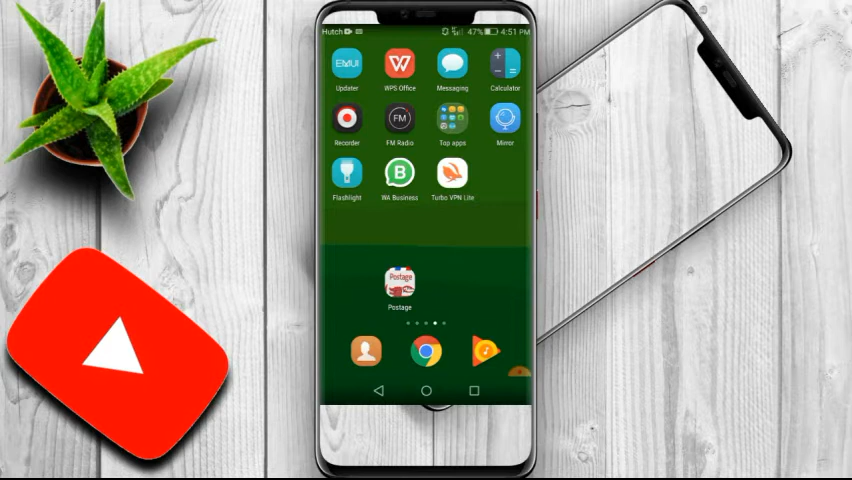 Hutch 47% 4:51 PM
EMUI
Updater WPS Office Messaging Calculator
FM
Recorder FM Radio Top apps Mirror
Flashlight WA Business Turbo VPN Lite
Postage
Postage